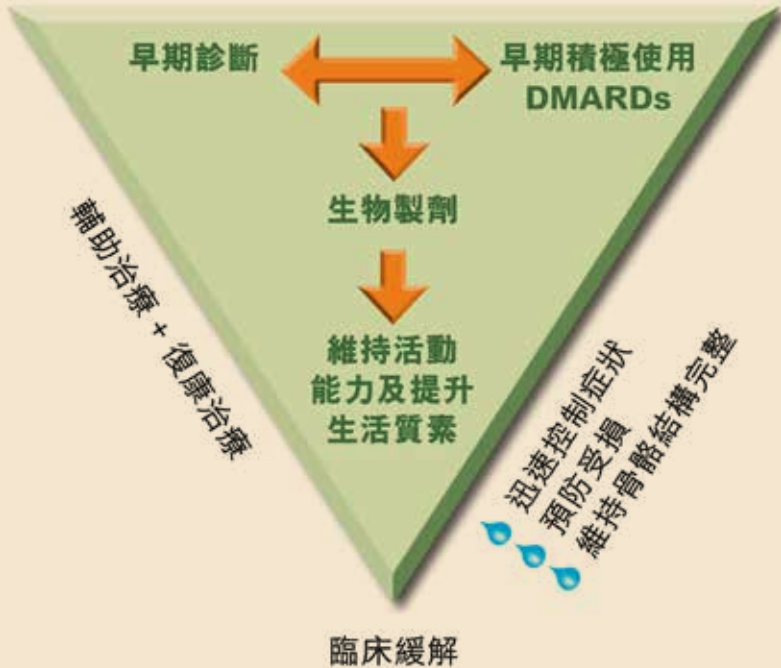 早期診斷
早期積極使用
DMARDs
生物製劑
維持活動
能力及提升
生活質素
輔助治療 + 復康治療
迅速控制症狀
預防受損
維持骨骼結構完整
臨床緩解